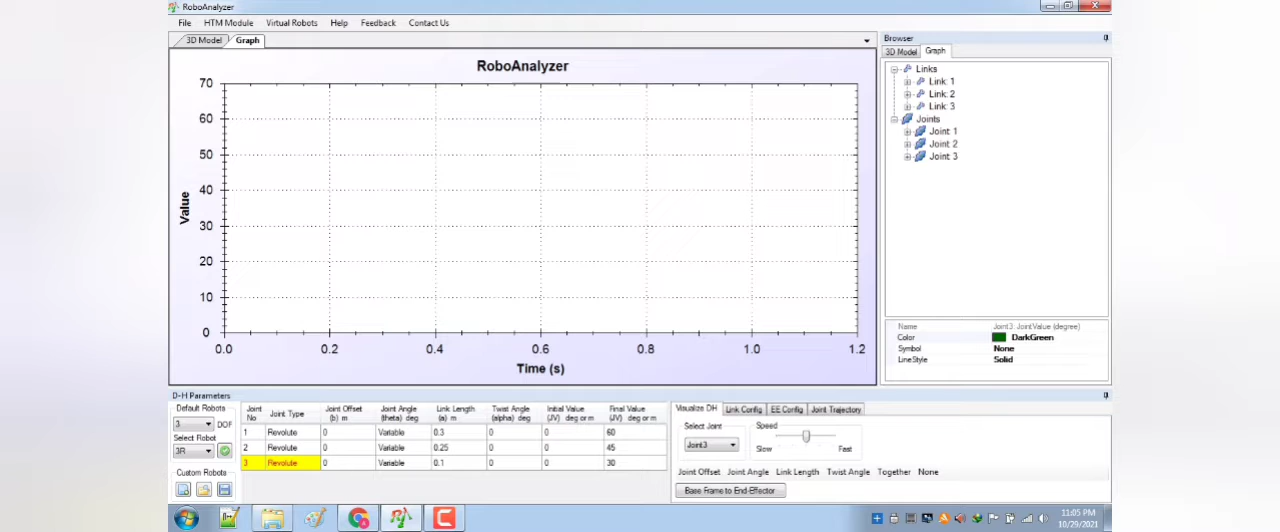 RoboAnalyzer
File HTM Module Virtual Robots Help Feedback Contact Us
3D Model Graph
RoboAnalyzer
70
60
50
40
30
20
10
0
Value
0.0 0.2 0.4 0.6 0.8 1.0 1.2
Time (s)
Browser
3D Model Graph
Links
Link: 1
Link: 2
Link: 3
Joints
Joint: 1
Joint: 2
Joint: 3
Name Joint3: JointValue (degree)
Color DarkGreen
Symbol None
LineStyle Solid
D-H Parameters
Default Robots
3 DOF
Select Robot
3R
Custom Robots
Joint No Joint Type Joint Offset (b) m Joint Angle (theta) deg Link Length (a) m Twist Angle (alpha) deg Initial Value (JV) deg or m Final Value (JV) deg or m
1 Revolute 0 Variable 0.3 0 0 60
2 Revolute 0 Variable 0.25 0 0 45
3 Revolute 0 Variable 0.1 0 0 30
Visualize DH Link Config EE Config Joint Trajectory
Select Joint
Joint3
Speed
Slow Fast
Joint Offset Joint Angle Link Length Twist Angle Together None
Base Frame to End-Effector
11:05 PM
10/29/2021